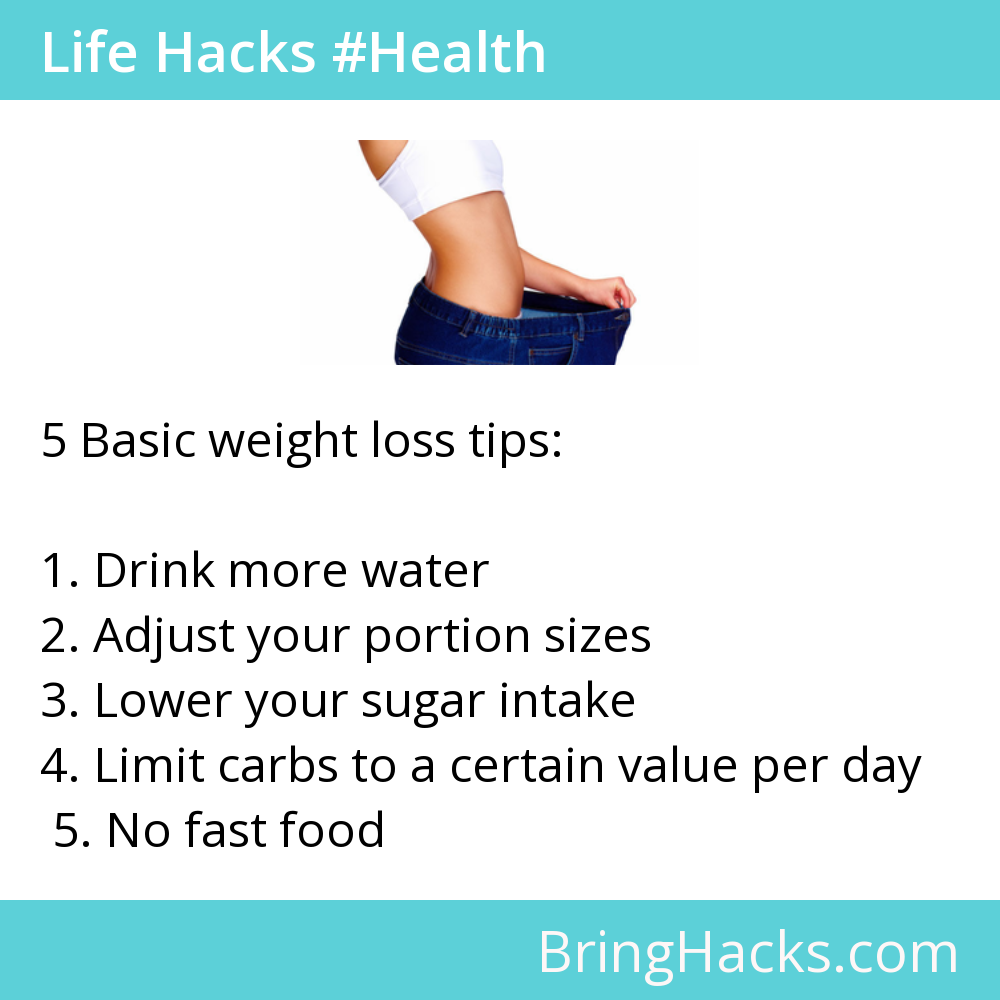 Life Hacks #Health
5 Basic weight loss tips:
1. Drink more water
2. Adjust your portion sizes
3. Lower your sugar intake
4. Limit carbs to a certain value per day
5. No fast food
BringHacks.com